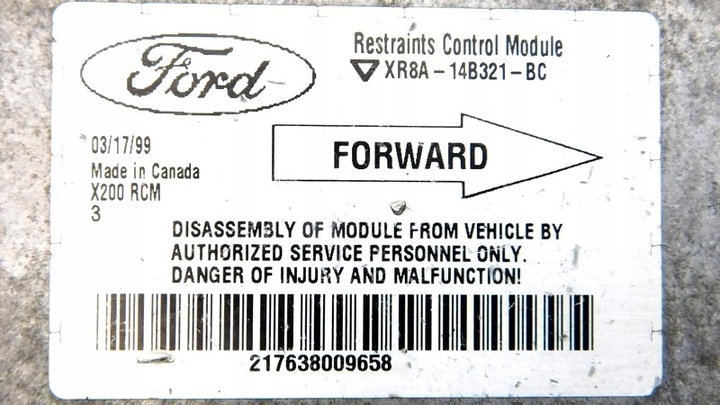 Ford
Restraints Control Module
XR8A-14B321-BC
03/17/99
Made in Canada
X200 RCM
3
FORWARD
DISASSEMBLY OF MODULE FROM VEHICLE BY
AUTHORIZED SERVICE PERSONNEL ONLY.
DANGER OF INJURY AND MALFUNCTION!
217638009658